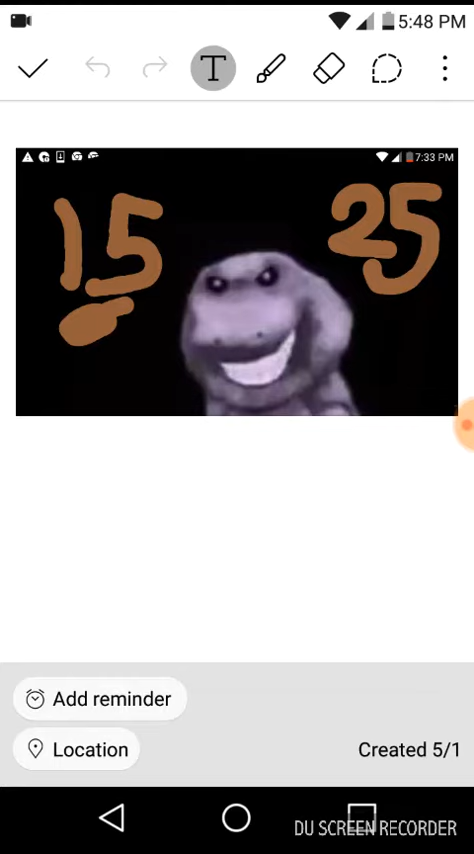 5:48 PM
T
7:33 PM
15 25
Add reminder
Location Created 5/1
DU SCREEN RECORDER